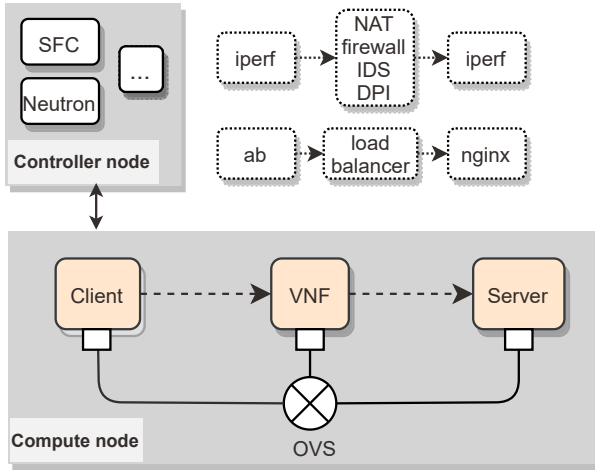 SFC
...
Neutron
Controller node
iperf
NAT
firewall
IDS
DPI
iperf
ab
load
balancer
nginx
Client
VNF
Server
OVS
Compute node